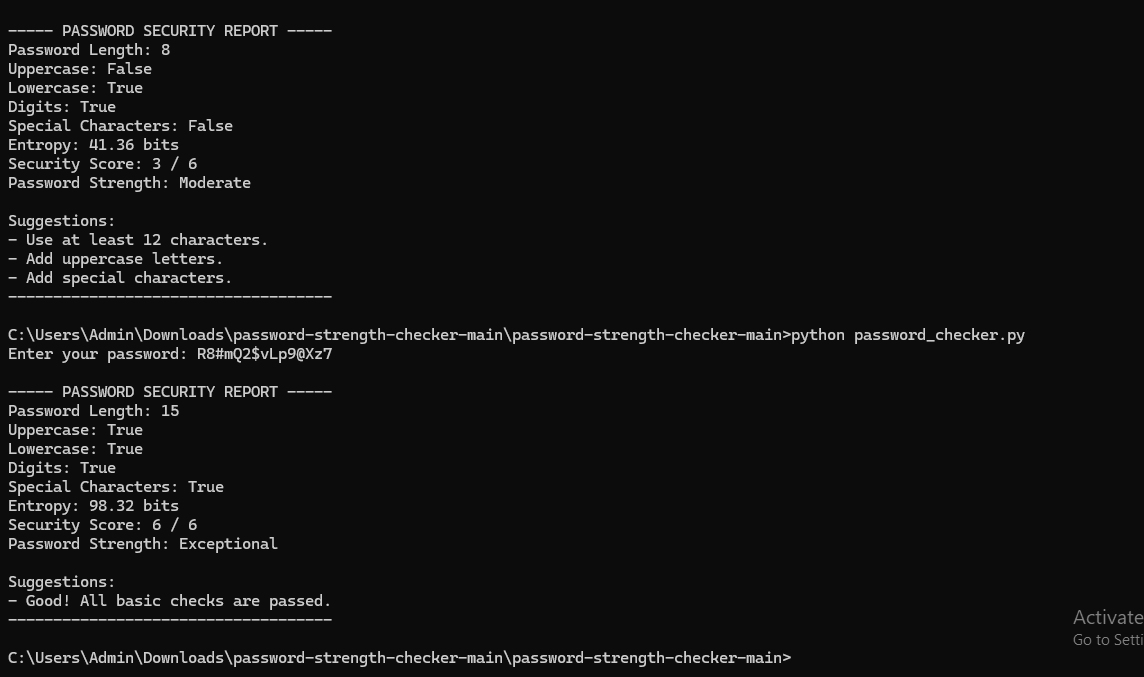 ----- PASSWORD SECURITY REPORT -----
Password Length: 8
Uppercase: False
Lowercase: True
Digits: True
Special Characters: False
Entropy: 41.36 bits
Security Score: 3 / 6
Password Strength: Moderate
Suggestions:
- Use at least 12 characters.
- Add uppercase letters.
- Add special characters.
------------------------------------
C:\Users\Admin\Downloads\password-strength-checker-main\password-strength-checker-main>python password_checker.py
Enter your password: R8#mQ2$vLp9@Xz7
----- PASSWORD SECURITY REPORT -----
Password Length: 15
Uppercase: True
Lowercase: True
Digits: True
Special Characters: True
Entropy: 98.32 bits
Security Score: 6 / 6
Password Strength: Exceptional
Suggestions:
- Good! All basic checks are passed.
------------------------------------
Activate
Go to Setti
C:\Users\Admin\Downloads\password-strength-checker-main\password-strength-checker-main>